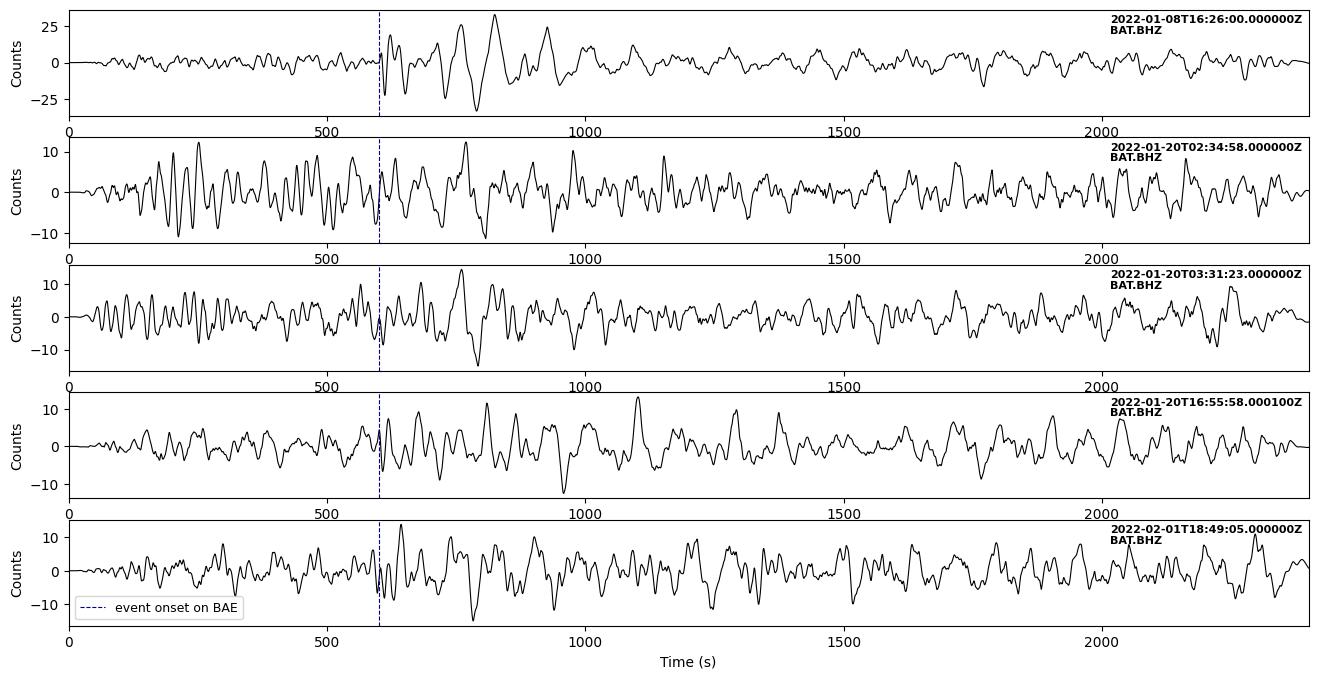 Counts
25
0
−25
2022-01-08T16:26:00.000000Z
BAT.BHZ
0 500 1000 1500 2000
Counts
10
0
−10
2022-01-20T02:34:58.000000Z
BAT.BHZ
0 500 1000 1500 2000
Counts
10
0
−10
2022-01-20T03:31:23.000000Z
BAT.BHZ
0 500 1000 1500 2000
Counts
10
0
−10
2022-01-20T16:55:58.000100Z
BAT.BHZ
0 500 1000 1500 2000
Counts
10
0
−10
2022-02-01T18:49:05.000000Z
BAT.BHZ
event onset on BAE
0 500 1000 1500 2000
Time (s)